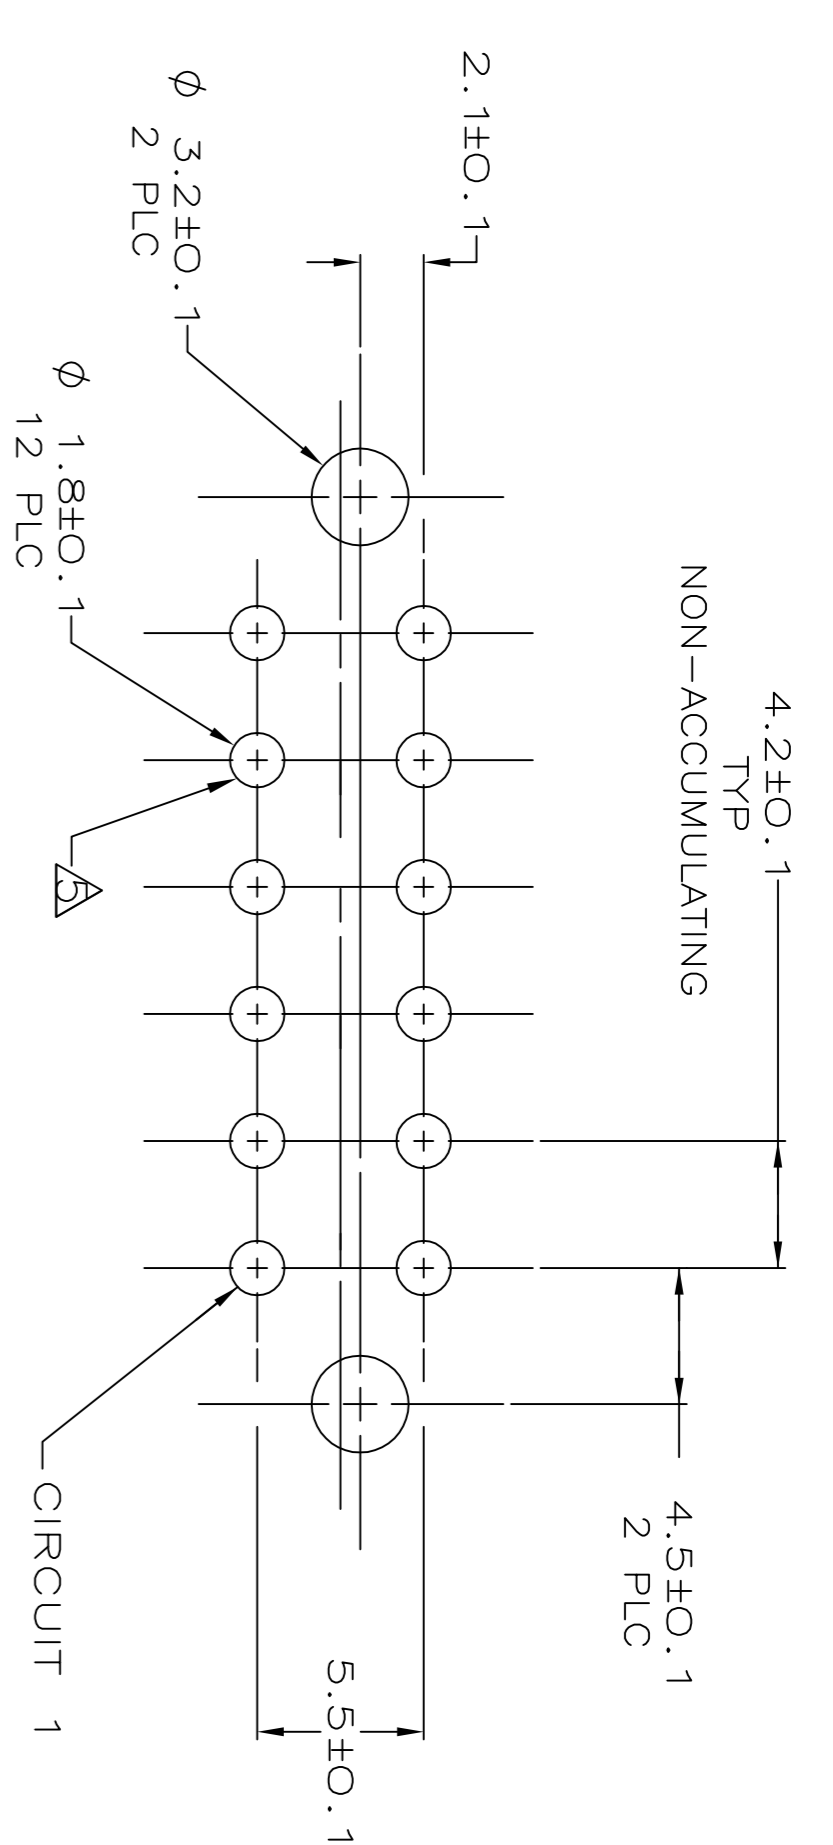 4.2±0.1
TYP
NON-ACCUMULATING
4.5±0.1
2 PLC
2.1±0.1
5.5±0.1
⌀ 3.2±0.1
2 PLC
⌀ 1.8±0.1
12 PLC
5
CIRCUIT 1